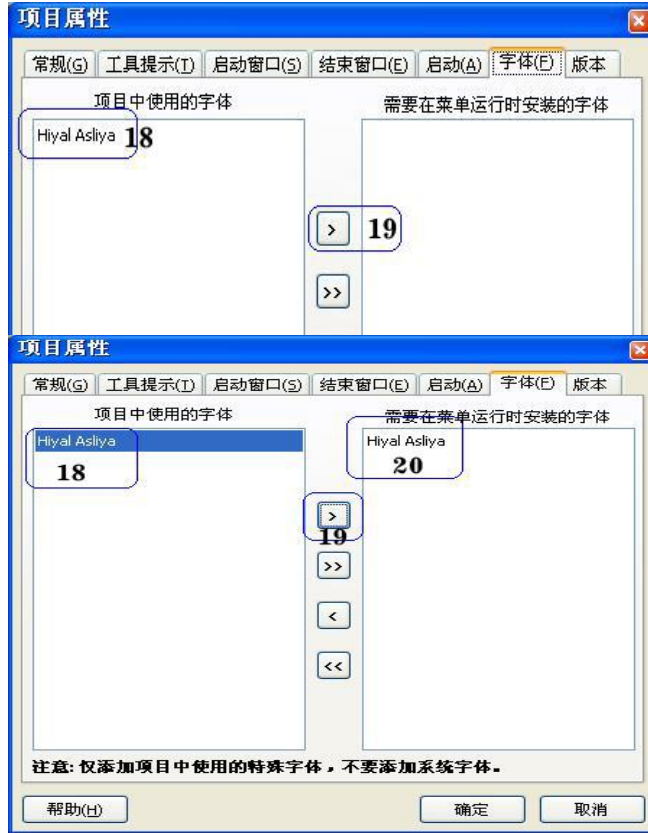 项目属性
常规(G) 工具提示(T) 启动窗口(S) 结束窗口(E) 启动(A) 字体(F) 版本
项目中使用的字体 需要在菜单运行时安装的字体
Hiyal Asliya 18
> 19
>>
项目属性
常规(G) 工具提示(T) 启动窗口(S) 结束窗口(E) 启动(A) 字体(F) 版本
项目中使用的字体 需要在菜单运行时安装的字体
Hiyal Asliya Hiyal Asliya
18 20
>
19
>>
<
<<
注意: 仅添加项目中使用的特殊字体，不要添加系统字体。
帮助(H) 确定 取消